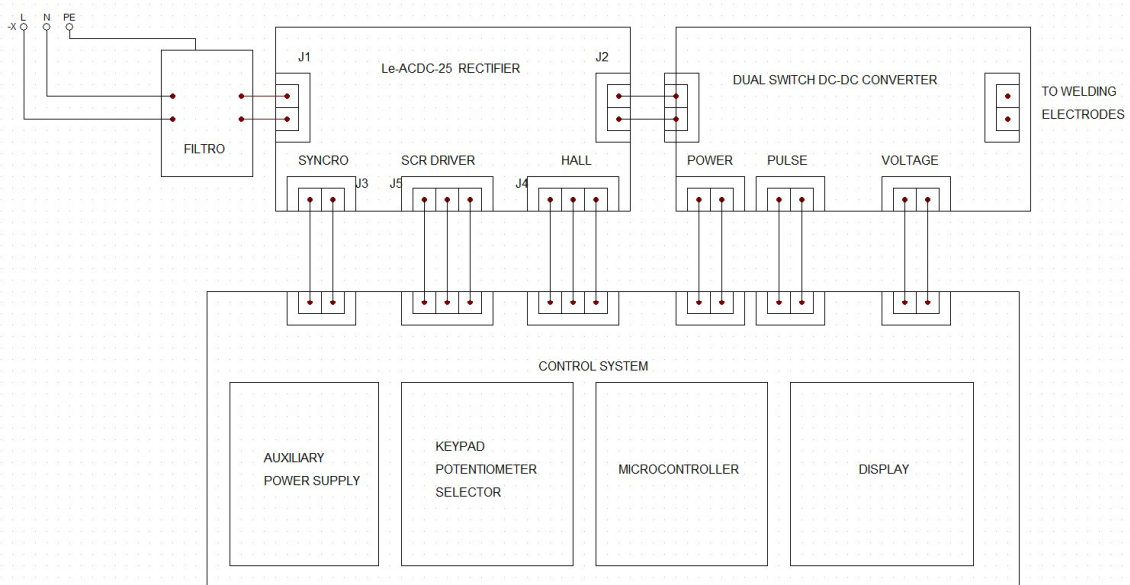 -X L N PE
J1
Le-ACDC-25 RECTIFIER
J2
DUAL SWITCH DC-DC CONVERTER
TO WELDING
ELECTRODES
FILTRO
SYNCRO
SCR DRIVER
HALL
POWER
PULSE
VOLTAGE
J3
J5
J4
CONTROL SYSTEM
AUXILIARY
POWER SUPPLY
KEYPAD
POTENTIOMETER
SELECTOR
MICROCONTROLLER
DISPLAY